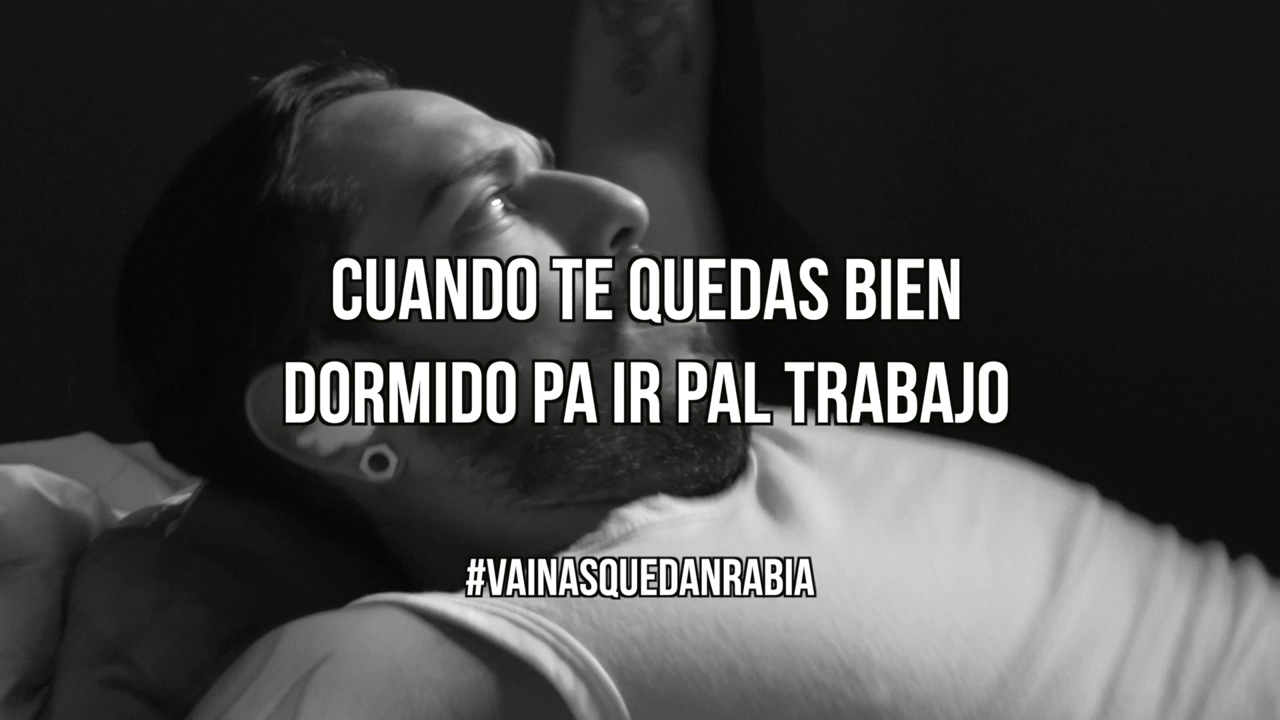 CUANDO TE QUEDAS BIEN
DORMIDO PA IR PAL TRABAJO
#VAINASQUEDANRABIA